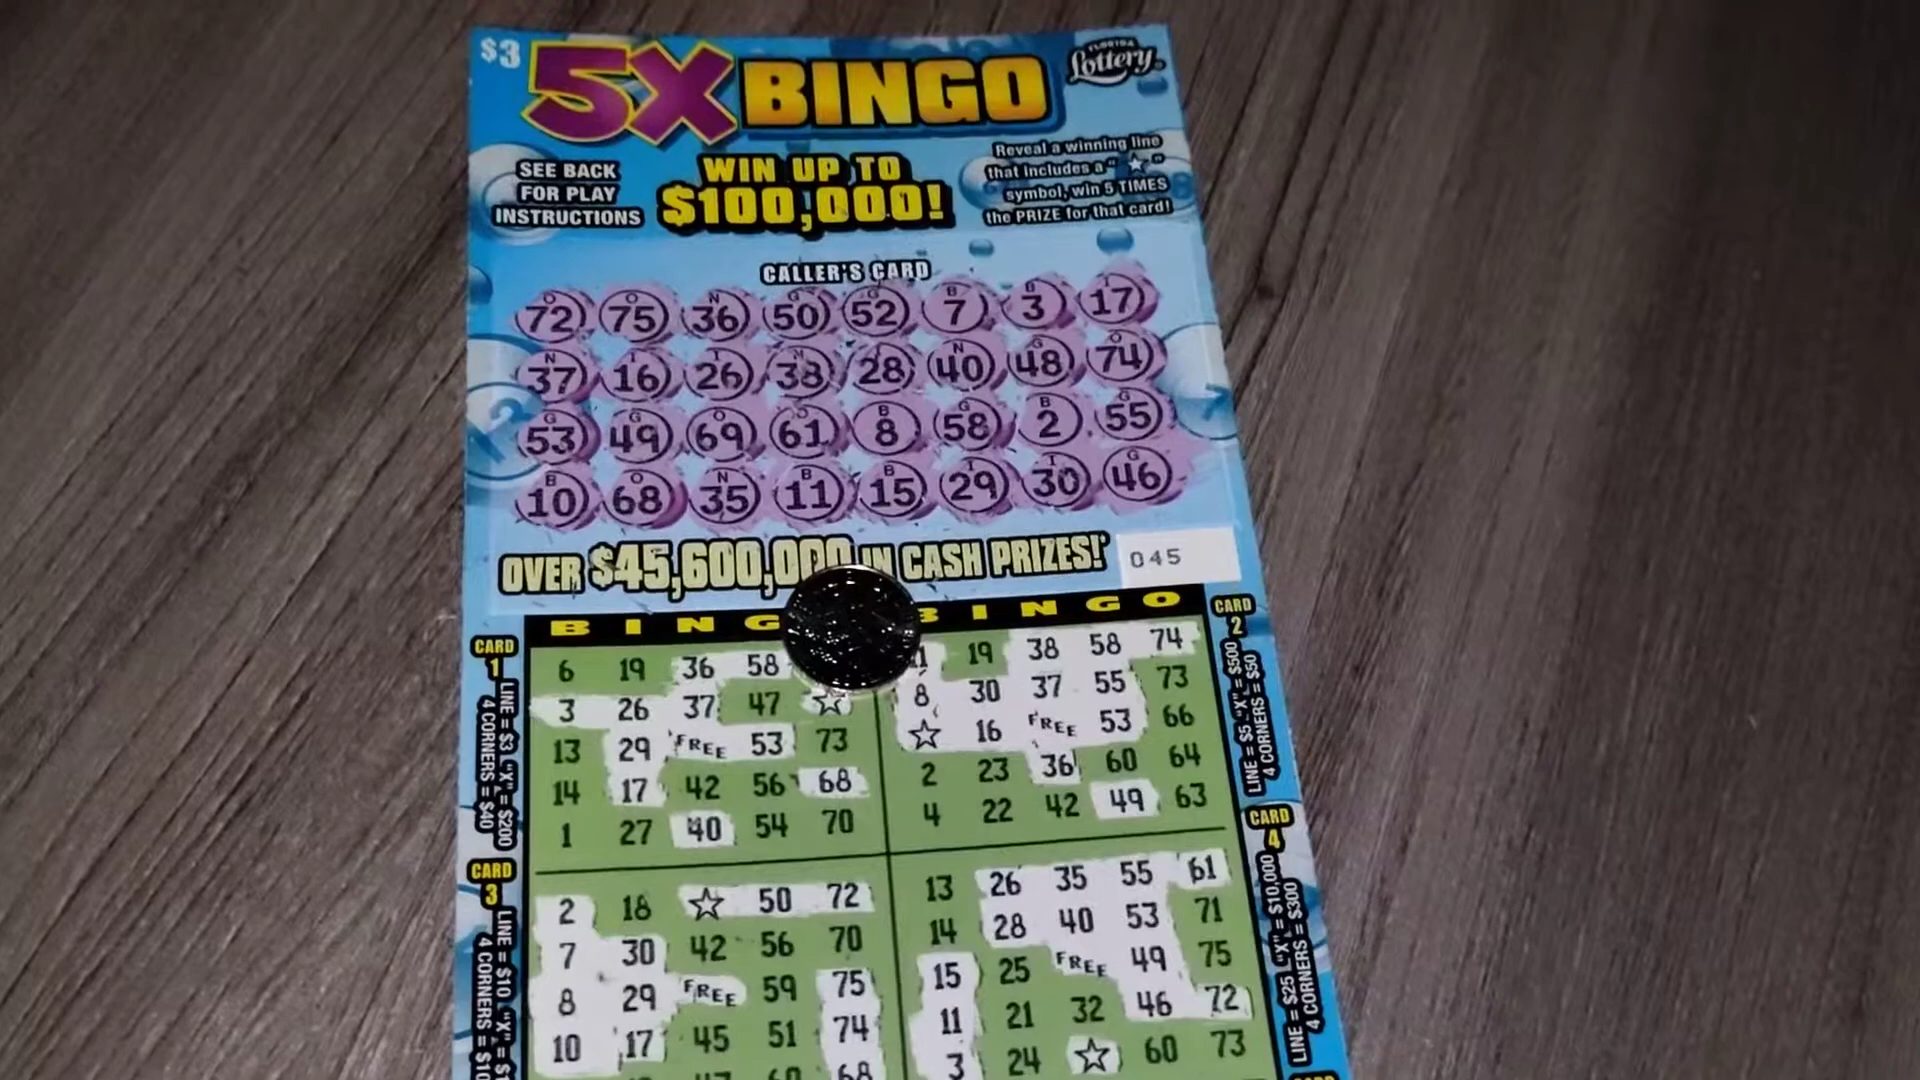 $3 5X BINGO FLORIDA Lottery
SEE BACK
FOR PLAY
INSTRUCTIONS
WIN UP TO
$100,000!
Reveal a winning line
that includes a "☆"
symbol, win 5 TIMES
the PRIZE for that card!
CALLER'S CARD
O O N G G B B I
72 75 36 50 52 7 3 17
N I I N I N G O
37 16 26 38 28 40 48 74
G G O O B G B G
53 49 69 61 8 58 2 55
B O N B B I I G
10 68 35 11 15 29 30 46
OVER $45,600,000 IN CASH PRIZES!*
045
CARD
1
LINE = $3 "X" = $200
4 CORNERS = $40
B I N G
6 19 36 58
3 26 37 47 ☆
13 29 FREE 53 73
14 17 42 56 68
1 27 40 54 70
CARD
2
LINE = $5 "X" = $500
4 CORNERS = $50
B I N G O
11 19 38 58 74
8 30 37 55 73
☆ 16 FREE 53 66
2 23 36 60 64
4 22 42 49 63
CARD
3
LINE = $10 "X" =
4 CORNERS =
2 18 ☆ 50 72
7 30 42 56 70
8 29 FREE 59 75
10 17 45 51 74
60 68
CARD
4
LINE = $25 "X" = $10,000
4 CORNERS = $300
13 26 35 55 61
14 28 40 53 71
15 25 FREE 49 75
11 21 32 46 72
3 24 ☆ 60 73
CARD